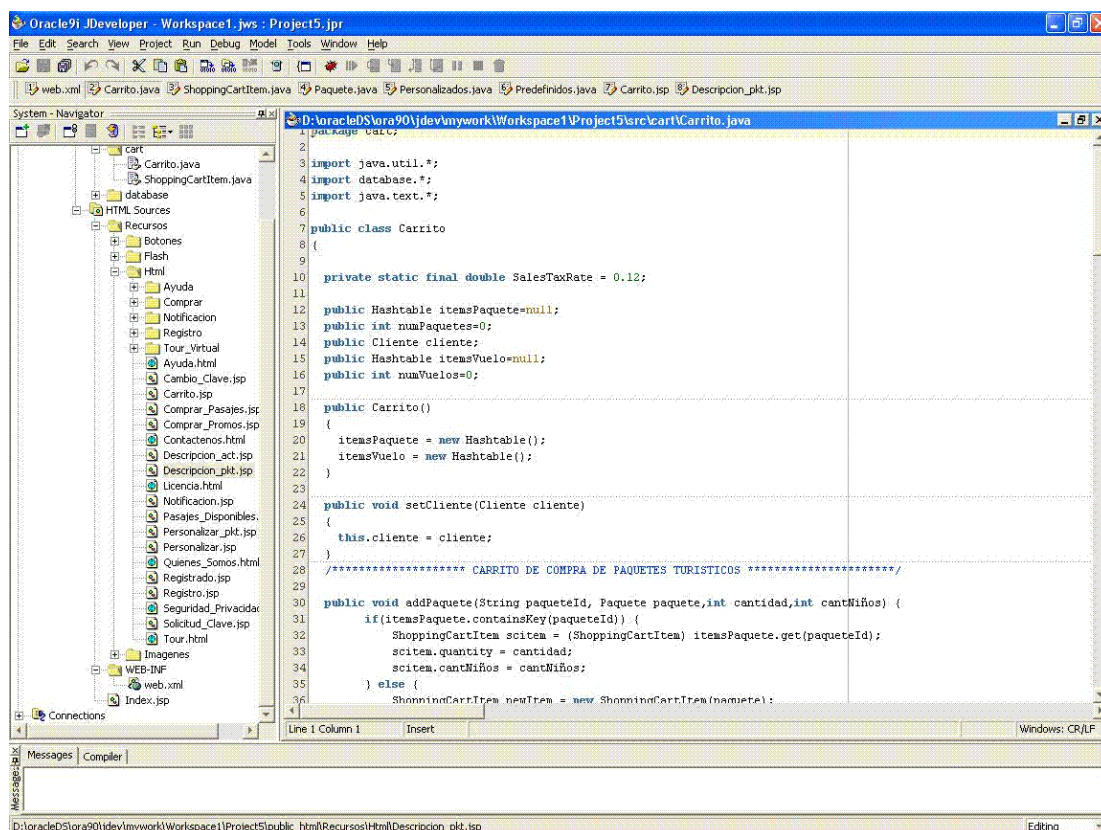 Oracle9i JDeveloper - Workspace1.jws : Project5.jpr
File Edit Search View Project Run Debug Model Tools Window Help
web.xml Carrito.java ShoppingCartItem.java Paquete.java Personalizados.java Predefinidos.java Carrito.jsp Descripcion_pkt.jsp
System - Navigator
cart
Carrito.java
ShoppingCartItem.java
database
HTML Sources
Recursos
Botones
Flash
Html
Ayuda
Comprar
Notificacion
Registro
Tour_Virtual
Ayuda.html
Cambio_Clave.jsp
Carrito.jsp
Comprar_Pasajes.jsp
Comprar_Promos.jsp
Contactenos.html
Descripcion_act.jsp
Descripcion_pkt.jsp
Licencia.html
Notificacion.jsp
Pasajes_Disponibles.
Personalizar_pkt.jsp
Personalizar.jsp
Quienes_Somos.html
Registrado.jsp
Registro.jsp
Seguridad_Privacidad
Solicitud_Clave.jsp
Tour.html
Imagenes
WEB-INF
web.xml
Index.jsp
Connections
D:\oracleDS\ora90\jdev\mywork\Workspace1\Project5\src\cart\Carrito.java
1 package cart;
2
3 import java.util.*;
4 import database.*;
5 import java.text.*;
6
7 public class Carrito
8 {
9
10 private static final double SalesTaxRate = 0.12;
11
12 public Hashtable itemsPaquete=null;
13 public int numPaquetes=0;
14 public Cliente cliente;
15 public Hashtable itemsVuelo=null;
16 public int numVuelos=0;
17
18 public Carrito()
19 {
20 itemsPaquete = new Hashtable();
21 itemsVuelo = new Hashtable();
22 }
23
24 public void setCliente(Cliente cliente)
25 {
26 this.cliente = cliente;
27 }
28 /******************** CARRITO DE COMPRA DE PAQUETES TURISTICOS **********************/
29
30 public void addPaquete(String paqueteId, Paquete paquete,int cantidad,int cantNiños) {
31 if(itemsPaquete.containsKey(paqueteId)) {
32 ShoppingCartItem scitem = (ShoppingCartItem) itemsPaquete.get(paqueteId);
33 scitem.quantity = cantidad;
34 scitem.cantNiños = cantNiños;
35 } else {
36 ShoppingCartItem newItem = new ShoppingCartItem(paquete);
Line 1 Column 1 Insert Windows: CR/LF
Messages Compiler
Messages
D:\oracleDS\ora90\jdev\mywork\Workspace1\Project5\public_html\Recursos\Html\Descripcion_pkt.jsp Editing